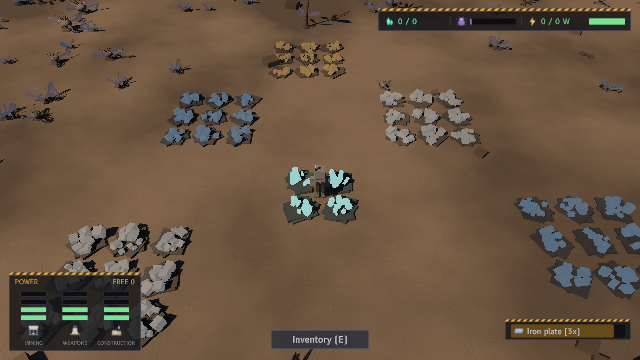 0 / 0
0 / 0 W
POWER
FREE 0
MINING
WEAPONS
CONSTRUCTION
Inventory [E]
Iron plate [3x]